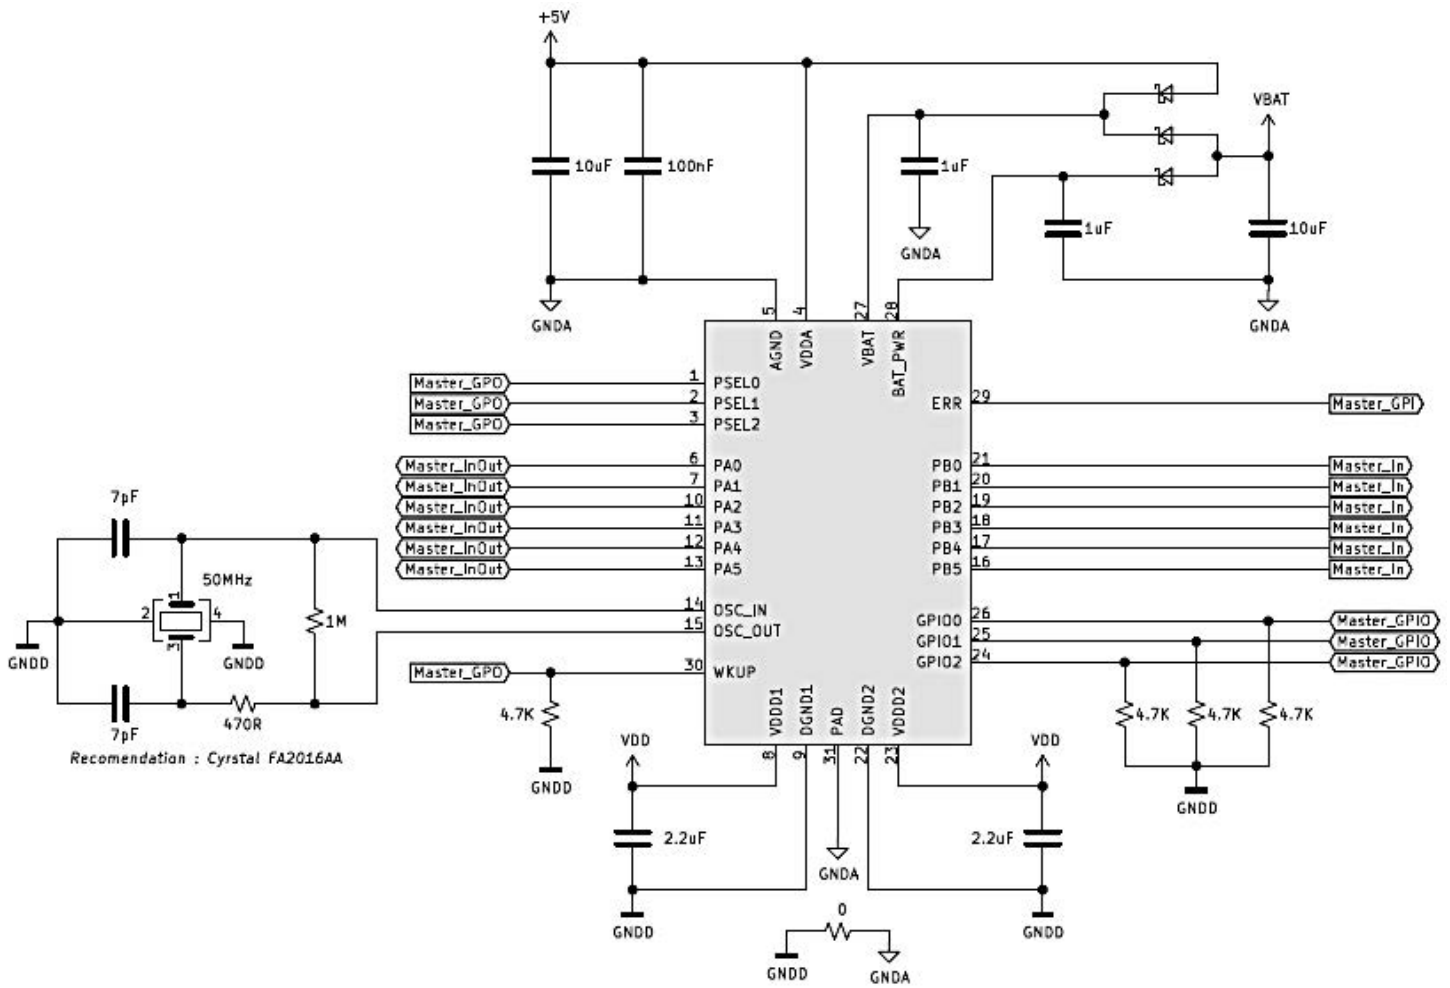 +5V
VBAT
10uF
100nF
1uF
1uF
10uF
GNDA
GNDA
GNDA
5
4
27
28
AGND
VDDA
VBAT
BAT_PWR
Master_GPO
1
PSEL0
Master_GPO
2
PSEL1
Master_GPO
3
PSEL2
ERR
29
Master_GPI
Master_InOut
6
PA0
Master_InOut
7
PA1
Master_InOut
10
PA2
Master_InOut
11
PA3
Master_InOut
12
PA4
Master_InOut
13
PA5
PB0
21
Master_In
PB1
20
Master_In
PB2
19
Master_In
PB3
18
Master_In
PB4
17
Master_In
PB5
16
Master_In
7pF
50MHz
1
2
4
3
1M
GNDD
GNDD
470R
7pF
Recomendation : Cyrstal FA2016AA
14
OSC_IN
15
OSC_OUT
Master_GPO
30
WKUP
4.7K
GNDD
GPIO0
26
Master_GPIO
GPIO1
25
Master_GPIO
GPIO2
24
Master_GPIO
4.7K
4.7K
4.7K
GNDD
VDDD1
DGND1
PAD
DGND2
VDDD2
8
9
31
22
23
VDD
2.2uF
GNDD
GNDA
VDD
2.2uF
GNDD
0
GNDD
GNDA